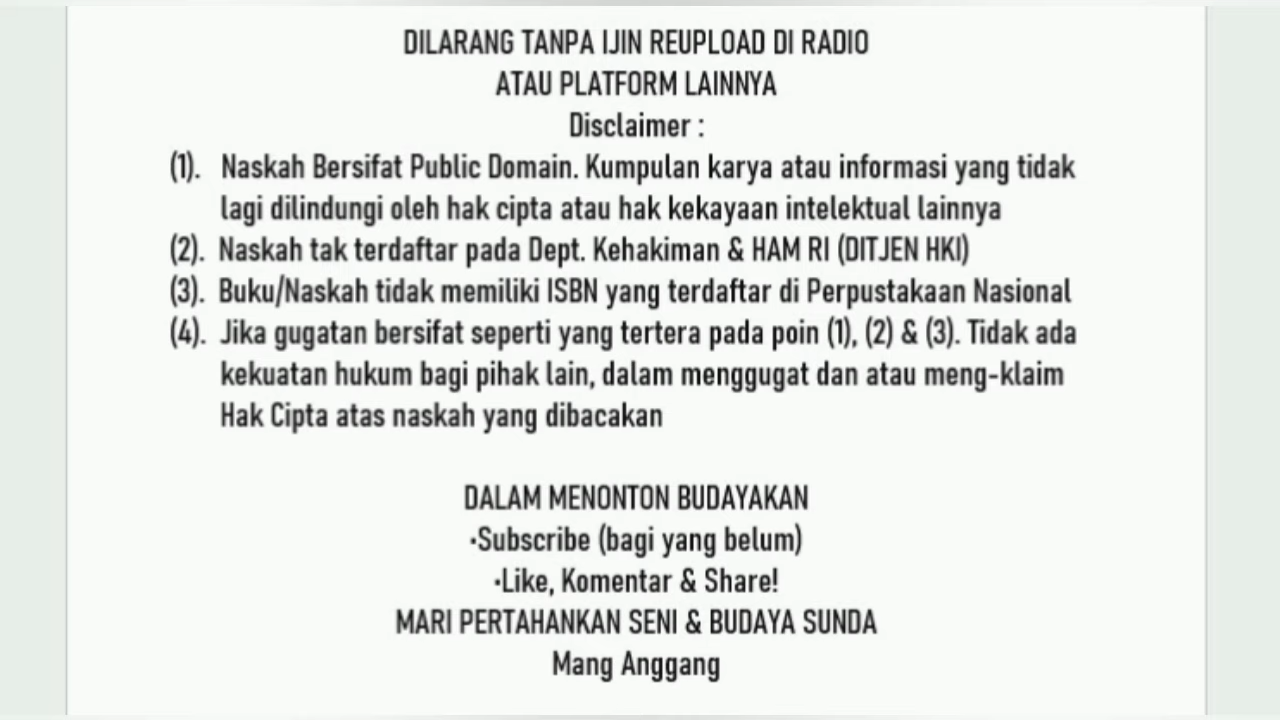 DILARANG TANPA IJIN REUPLOAD DI RADIO
ATAU PLATFORM LAINNYA
Disclaimer :
(1). Naskah Bersifat Public Domain. Kumpulan karya atau informasi yang tidak
lagi dilindungi oleh hak cipta atau hak kekayaan intelektual lainnya
(2). Naskah tak terdaftar pada Dept. Kehakiman & HAM RI (DITJEN HKI)
(3). Buku/Naskah tidak memiliki ISBN yang terdaftar di Perpustakaan Nasional
(4). Jika gugatan bersifat seperti yang tertera pada poin (1), (2) & (3). Tidak ada
kekuatan hukum bagi pihak lain, dalam menggugat dan atau meng-klaim
Hak Cipta atas naskah yang dibacakan
DALAM MENONTON BUDAYAKAN
•Subscribe (bagi yang belum)
•Like, Komentar & Share!
MARI PERTAHANKAN SENI & BUDAYA SUNDA
Mang Anggang